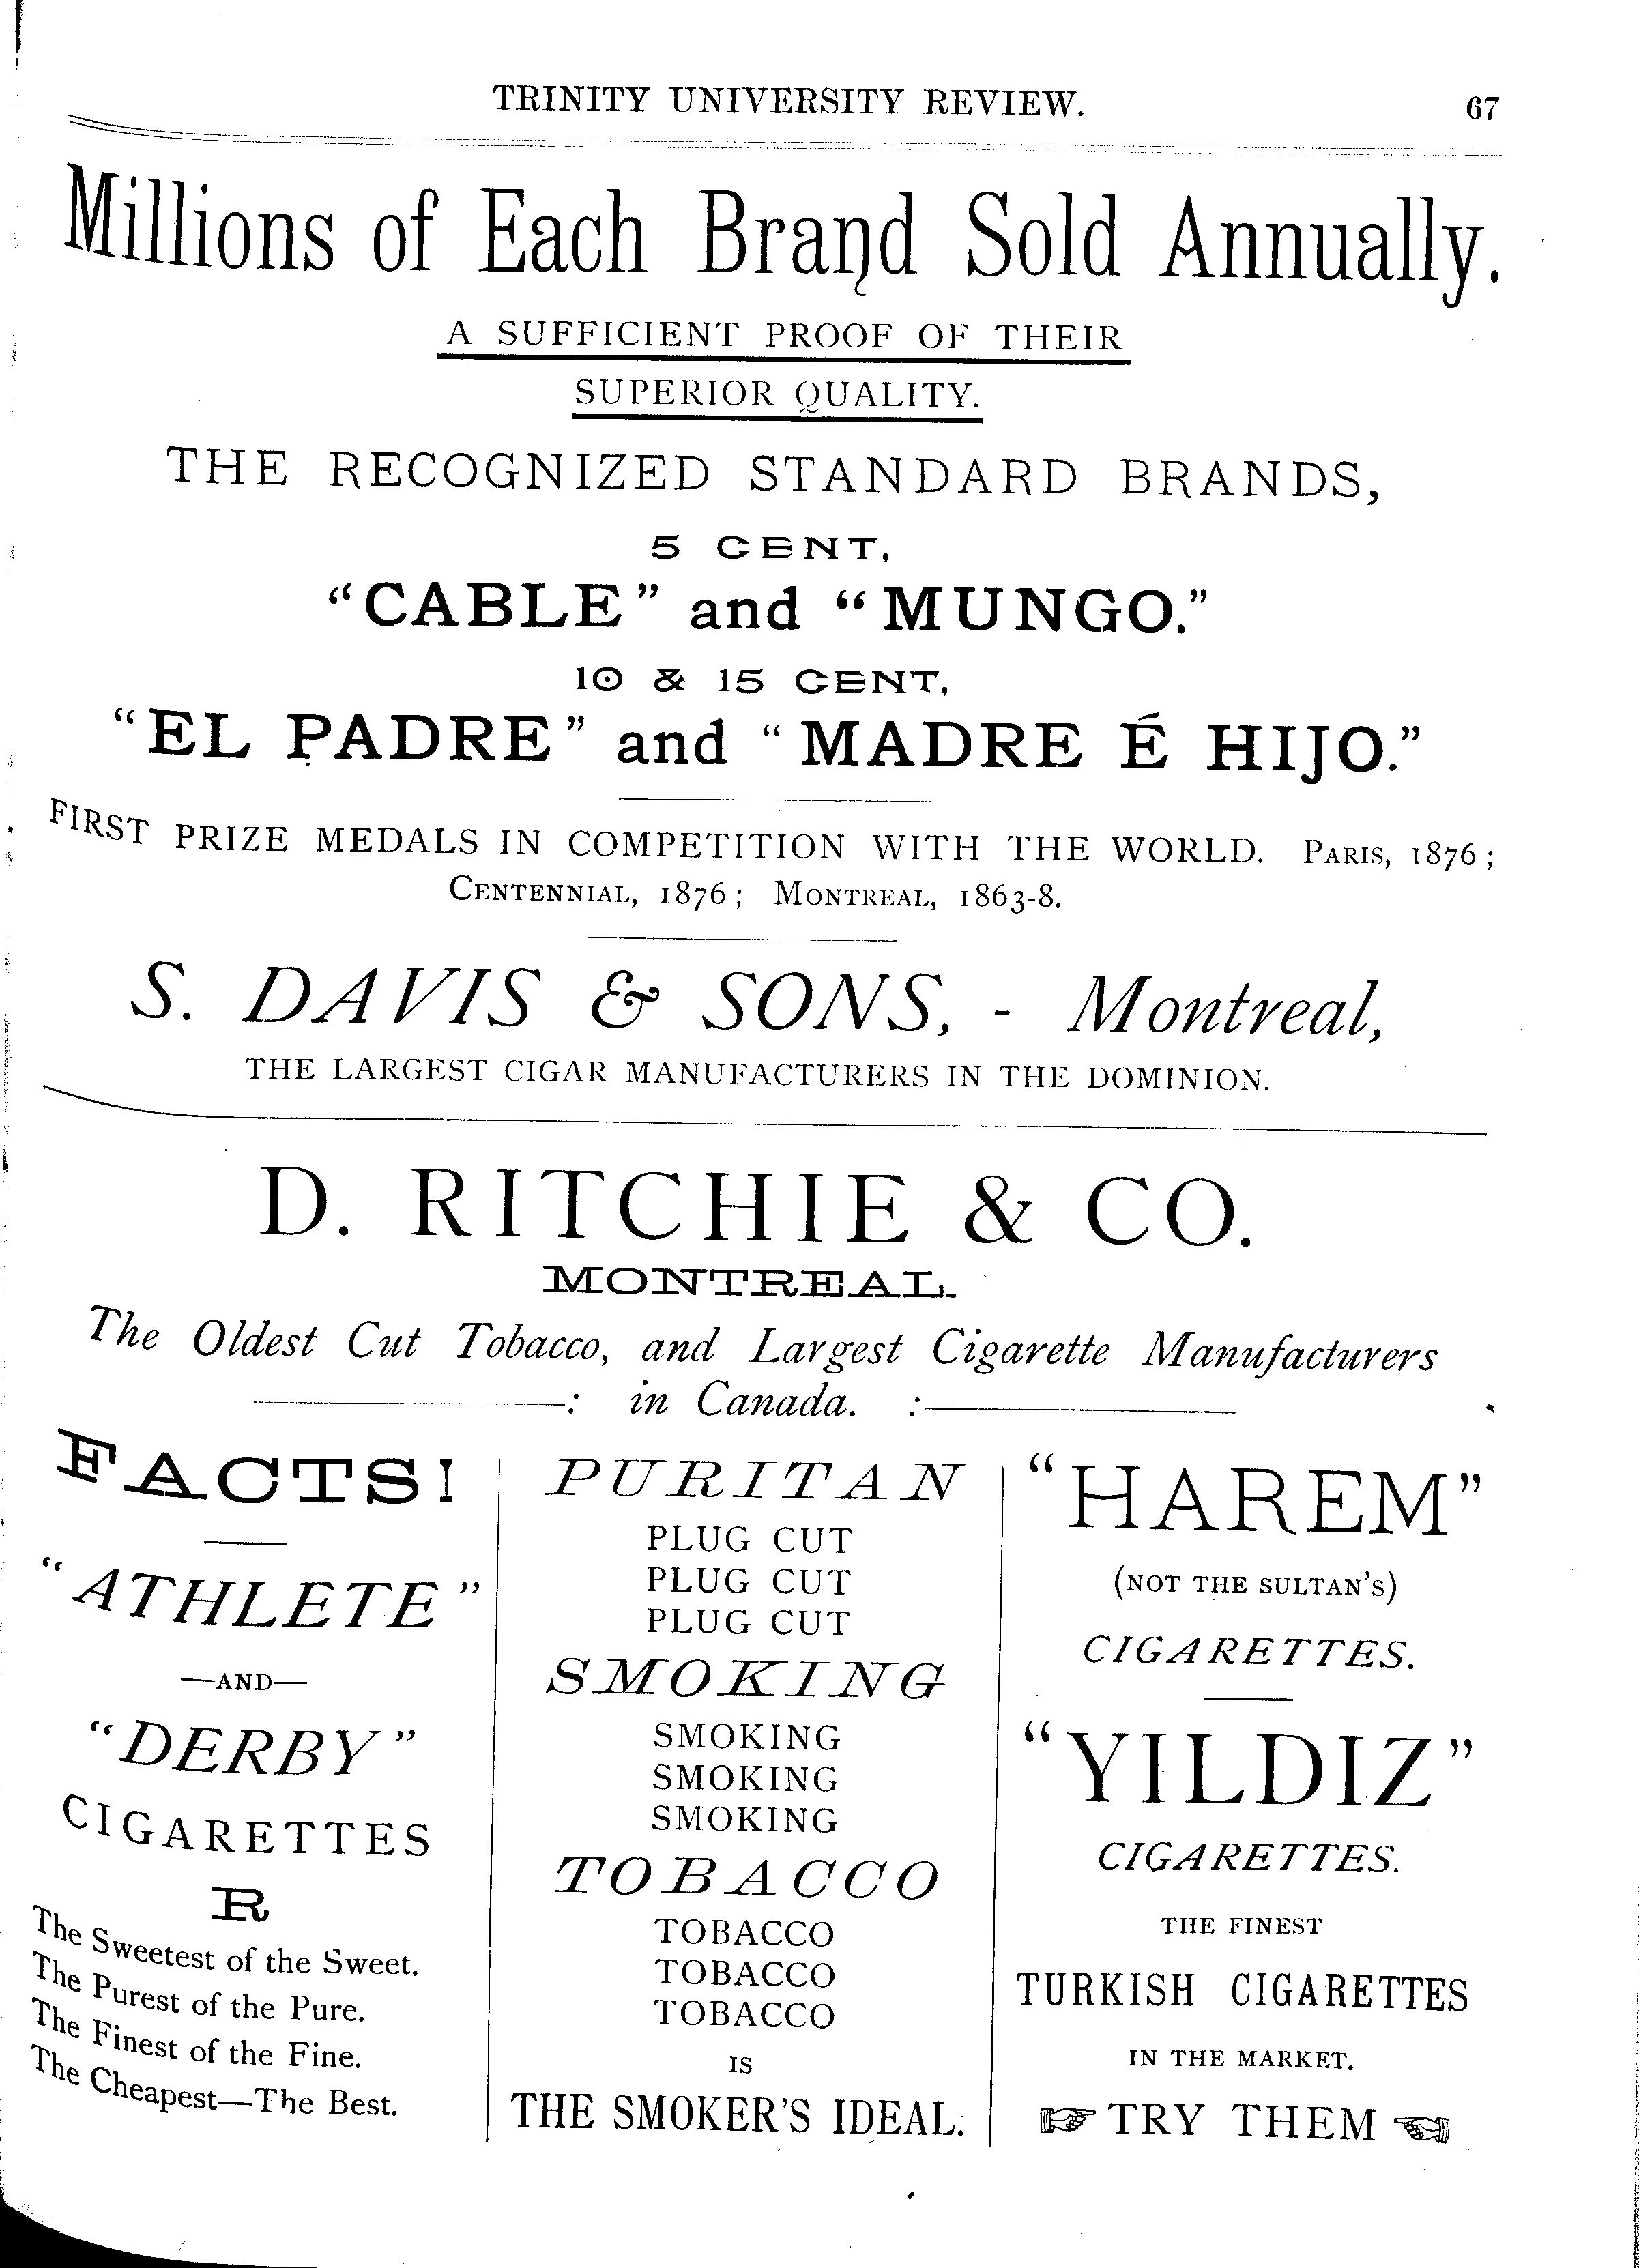 TRINITY UNIVERSITY REVIEW. 67
Millions of Each Brand Sold Annually.
A SUFFICIENT PROOF OF THEIR
SUPERIOR QUALITY.
THE RECOGNIZED STANDARD BRANDS,
5 CENT,
“CABLE” and “MUNGO.”
10 & 15 CENT,
“EL PADRE” and “MADRE É HIJO.”
FIRST PRIZE MEDALS IN COMPETITION WITH THE WORLD. PARIS, 1876;
CENTENNIAL, 1876; MONTREAL, 1863-8.
S. DAVIS & SONS, - Montreal,
THE LARGEST CIGAR MANUFACTURERS IN THE DOMINION.
D. RITCHIE & CO.
MONTREAL.
The Oldest Cut Tobacco, and Largest Cigarette Manufacturers
: in Canada. :
FACTS!
“ATHLETE”
—AND—
“DERBY”
CIGARETTES
R
The Sweetest of the Sweet.
The Purest of the Pure.
The Finest of the Fine.
The Cheapest—The Best.
PURITAN
PLUG CUT
PLUG CUT
PLUG CUT
SMOKING
SMOKING
SMOKING
SMOKING
TOBACCO
TOBACCO
TOBACCO
TOBACCO
IS
THE SMOKER'S IDEAL.
“HAREM”
(NOT THE SULTAN'S)
CIGARETTES.
“YILDIZ”
CIGARETTES.
THE FINEST
TURKISH CIGARETTES
IN THE MARKET.
☞ TRY THEM ☜